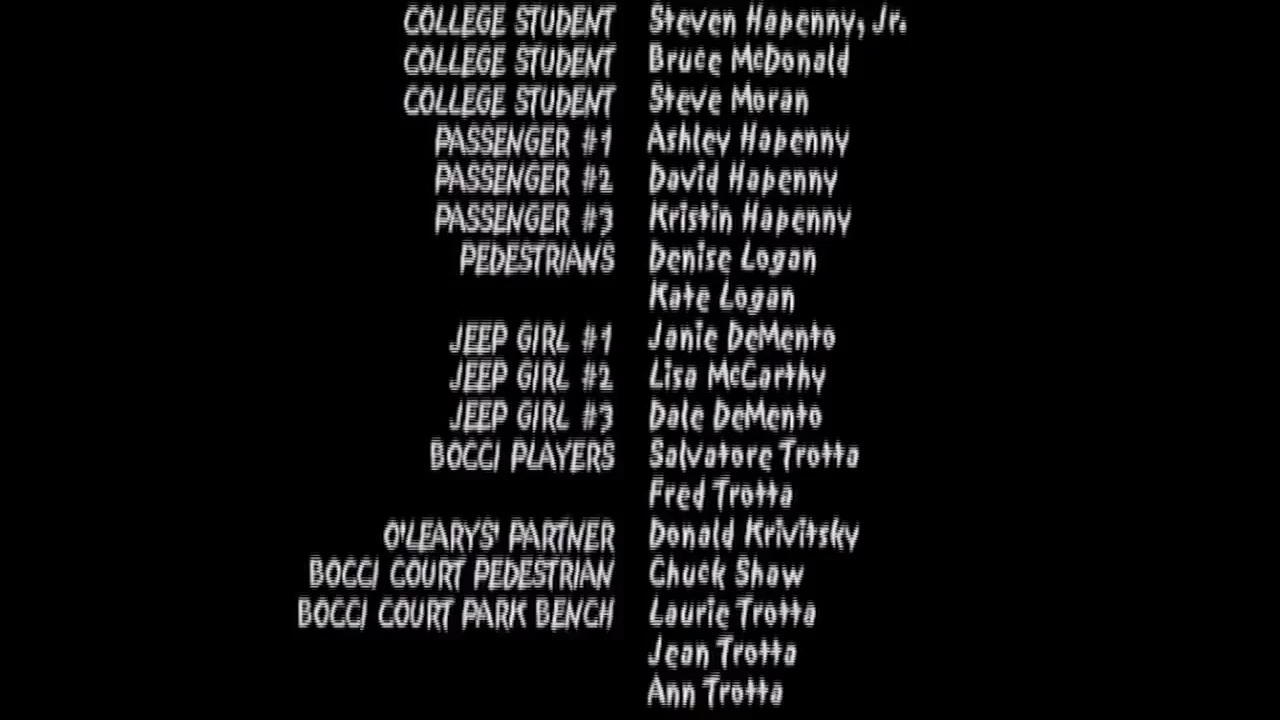 COLLEGE STUDENT Steven Hapenny, Jr.
COLLEGE STUDENT Bruce McDonald
COLLEGE STUDENT Steve Moran
PASSENGER #1 Ashley Hapenny
PASSENGER #2 David Hapenny
PASSENGER #3 Kristin Hapenny
PEDESTRIANS Denise Logan
Kate Logan
JEEP GIRL #1 Janie DeMento
JEEP GIRL #2 Lisa McCarthy
JEEP GIRL #3 Dale DeMento
BOCCI PLAYERS Salvatore Trotta
Fred Trotta
O'LEARYS' PARTNER Donald Krivitsky
BOCCI COURT PEDESTRIAN Chuck Shaw
BOCCI COURT PARK BENCH Laurie Trotta
Jean Trotta
Ann Trotta